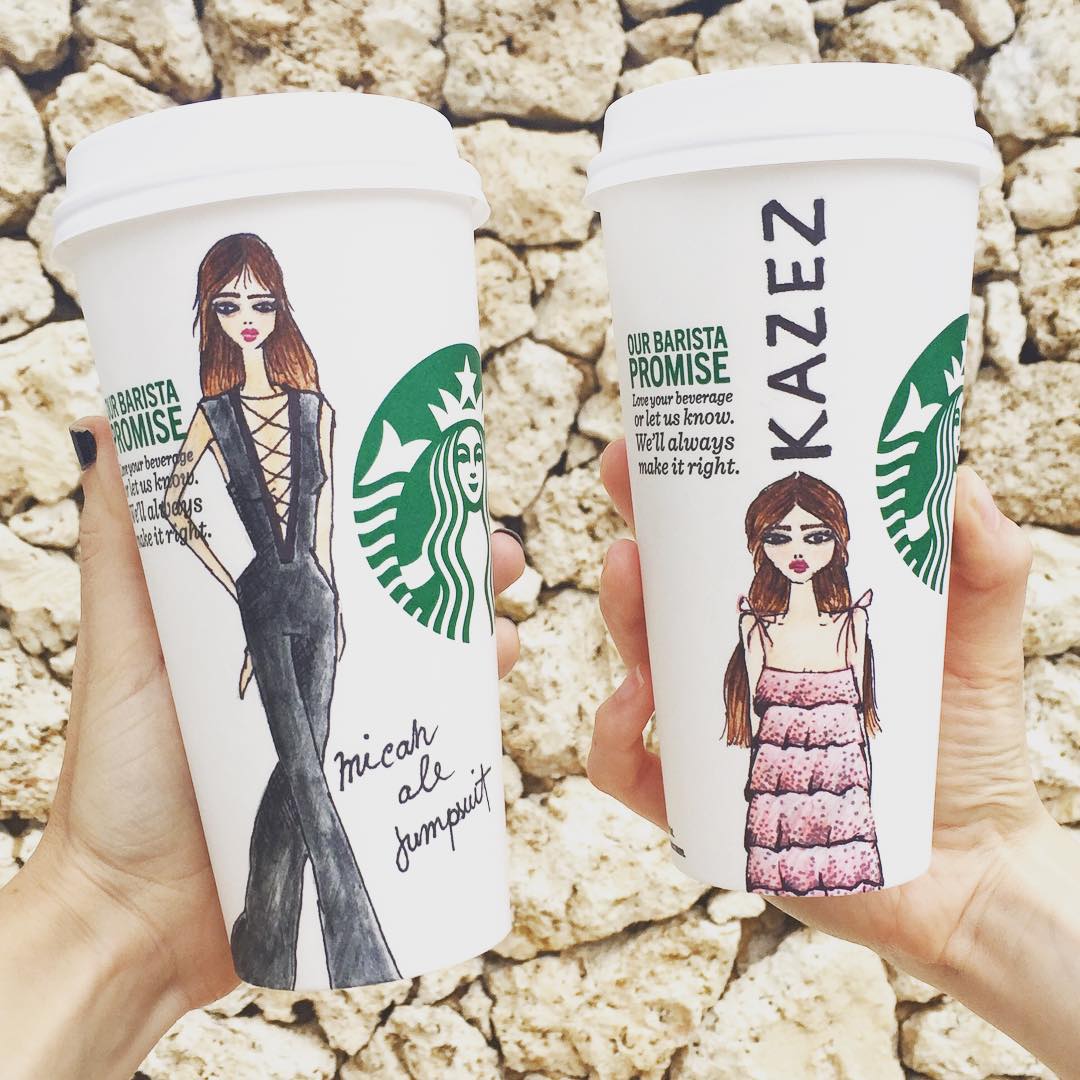 OUR BARISTA
PROMISE
Love your beverage
or let us know.
We'll always
make it right.
micah
ale
jumpsuit
KAZEZ
OUR BARISTA
PROMISE
Love your beverage
or let us know.
We'll always
make it right.